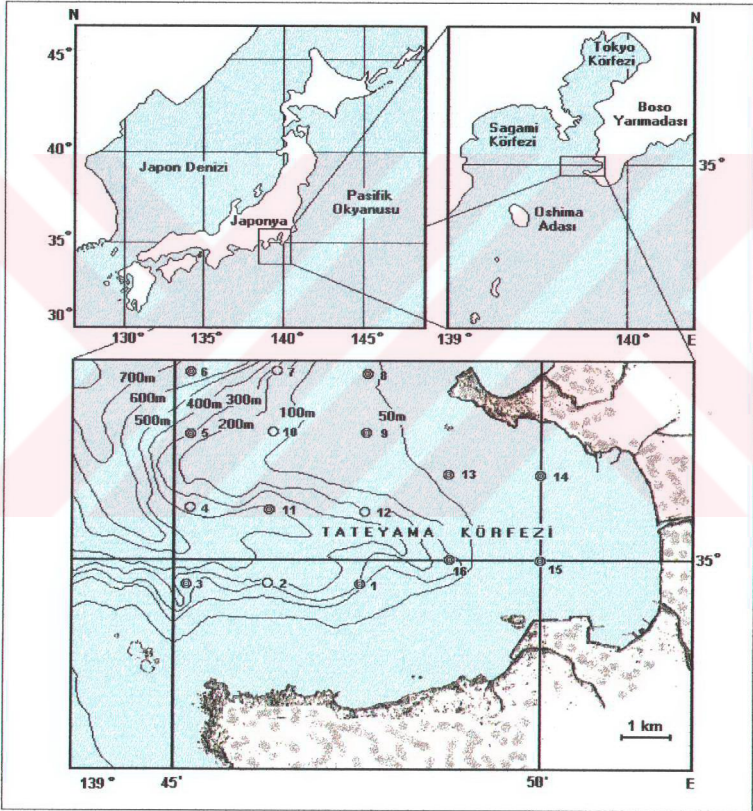 N
45°
40°
35°
30°
Japon Denizi
Japonya
Pasifik
Okyanusu
130°
135°
140°
145°
N
Tokyo
Körfezi
Boso
Yarımadası
Sagami
Körfezi
35°
Oshima
Adası
139°
140°
E
700m
600m
500m
400m
300m
200m
100m
50m
6
7
8
5
10
9
13
14
4
11
12
TATEYAMA KÖRFEZİ
35°
16
15
3
2
1
1 km
139°
45'
50'
E